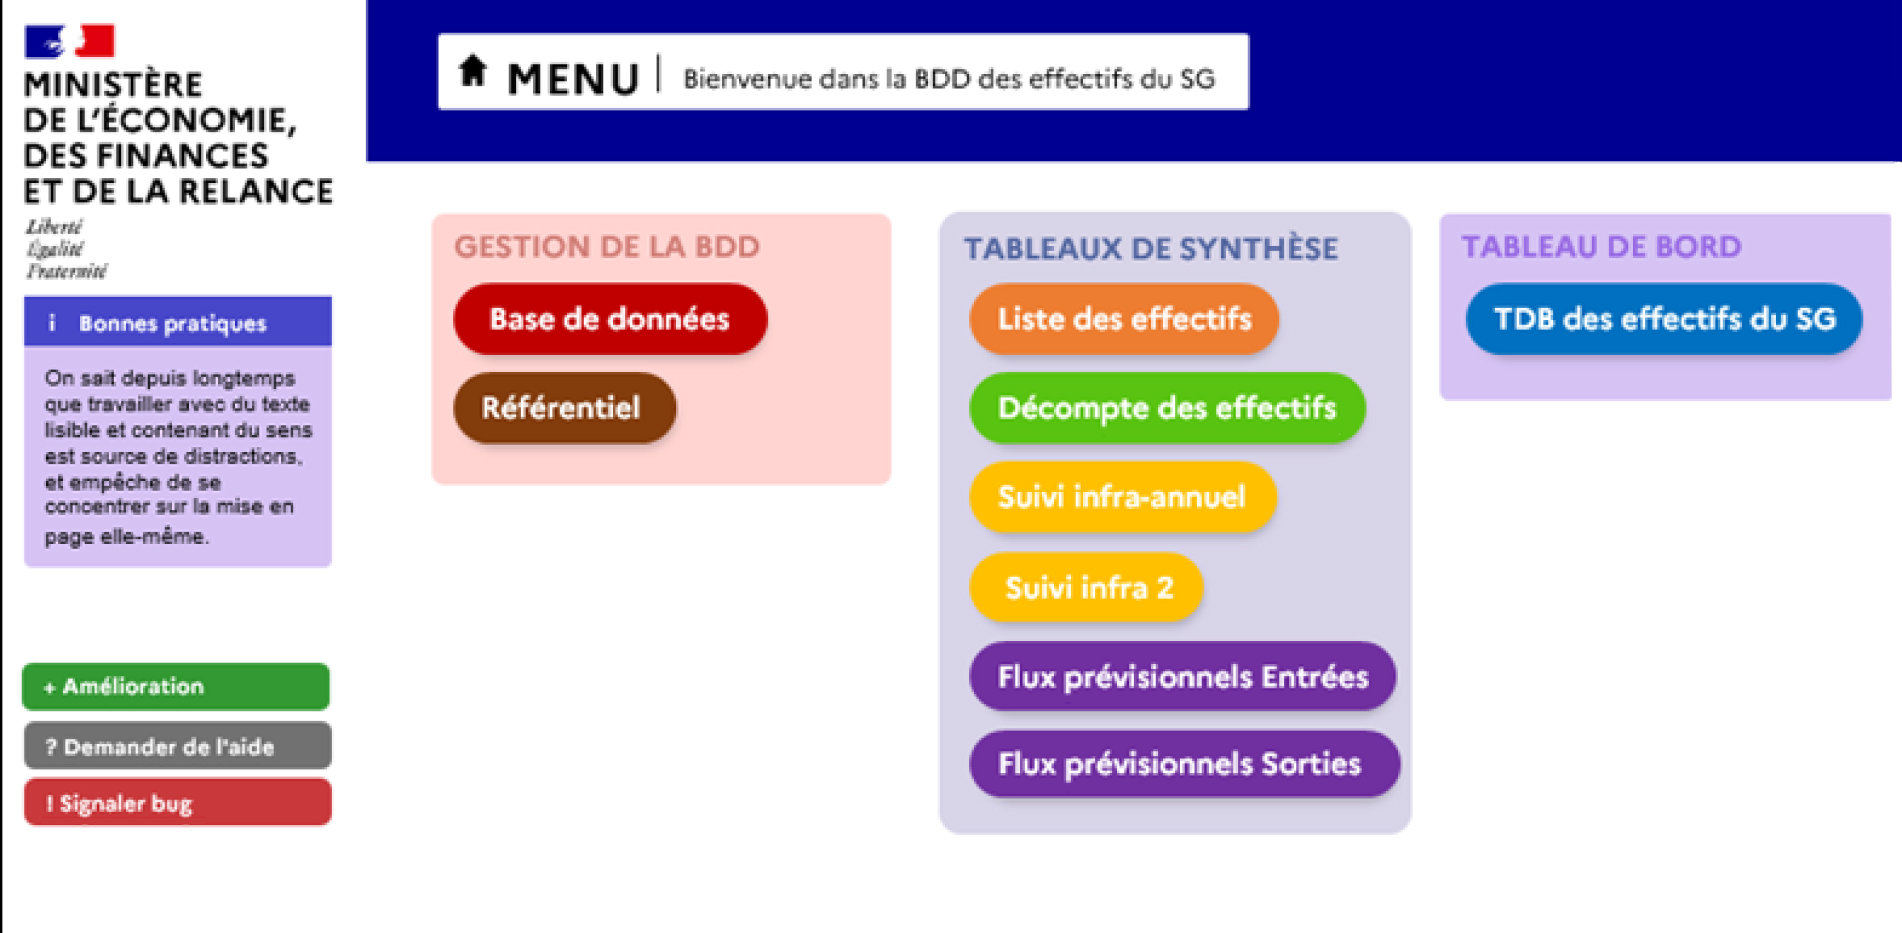 MINISTÈRE
DE L'ÉCONOMIE,
DES FINANCES
ET DE LA RELANCE
Liberté
Égalité
Fraternité
i Bonnes pratiques
On sait depuis longtemps
que travailler avec du texte
lisible et contenant du sens
est source de distractions,
et empêche de se
concentrer sur la mise en
page elle-même.
+ Amélioration
? Demander de l'aide
! Signaler bug
MENU | Bienvenue dans la BDD des effectifs du SG
GESTION DE LA BDD
Base de données
Référentiel
TABLEAUX DE SYNTHÈSE
Liste des effectifs
Décompte des effectifs
Suivi infra-annuel
Suivi infra 2
Flux prévisionnels Entrées
Flux prévisionnels Sorties
TABLEAU DE BORD
TDB des effectifs du SG